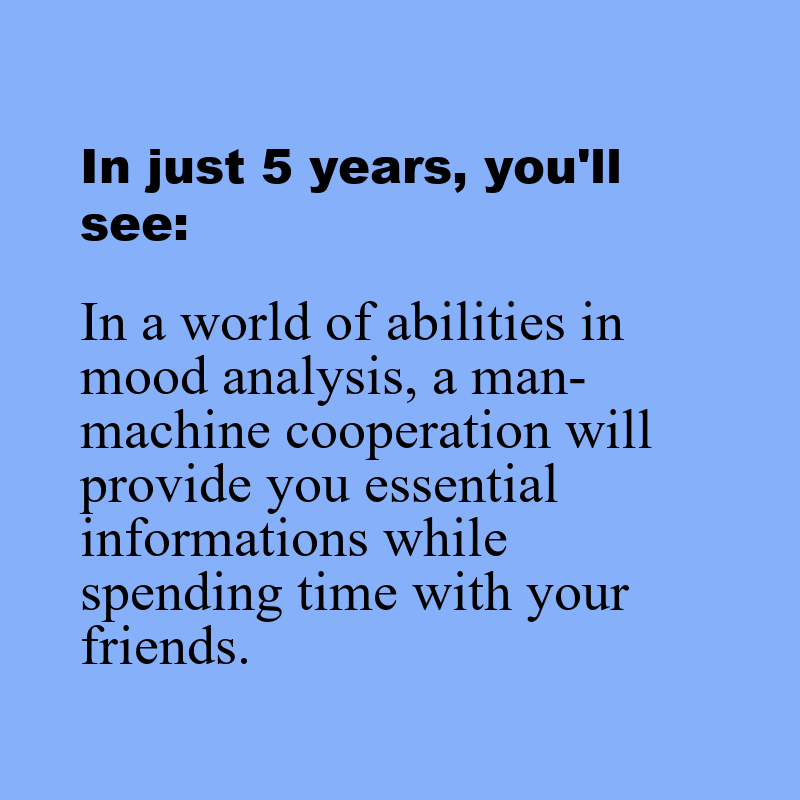 In just 5 years, you'll
see:
In a world of abilities in
mood analysis, a man-
machine cooperation will
provide you essential
informations while
spending time with your
friends.